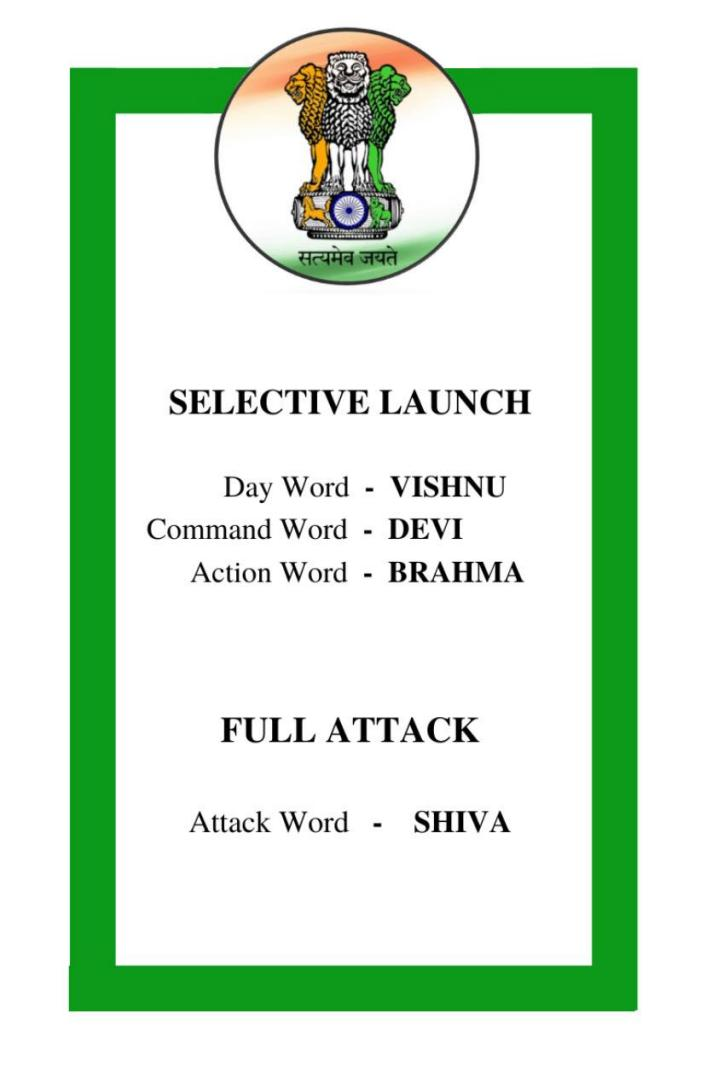 सत्यमेव जयते
SELECTIVE LAUNCH
Day Word - VISHNU
Command Word - DEVI
Action Word - BRAHMA
FULL ATTACK
Attack Word - SHIVA